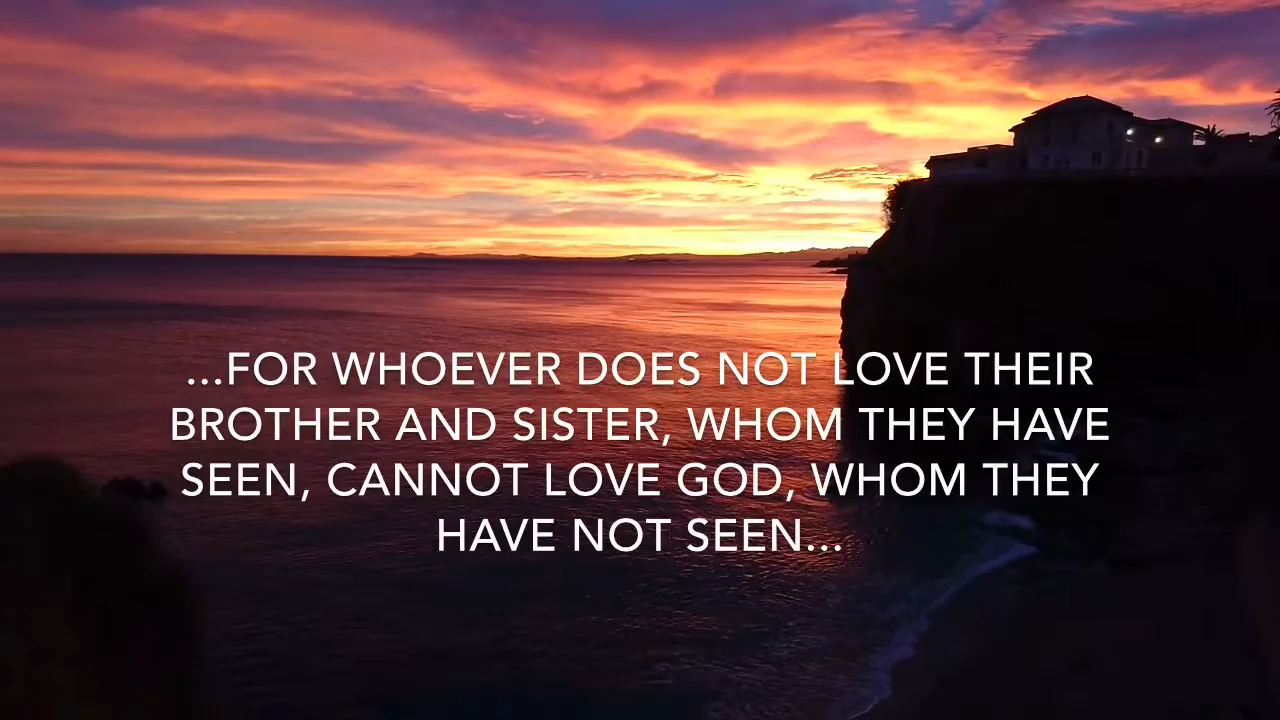 ...FOR WHOEVER DOES NOT LOVE THEIR
BROTHER AND SISTER, WHOM THEY HAVE
SEEN, CANNOT LOVE GOD, WHOM THEY
HAVE NOT SEEN...